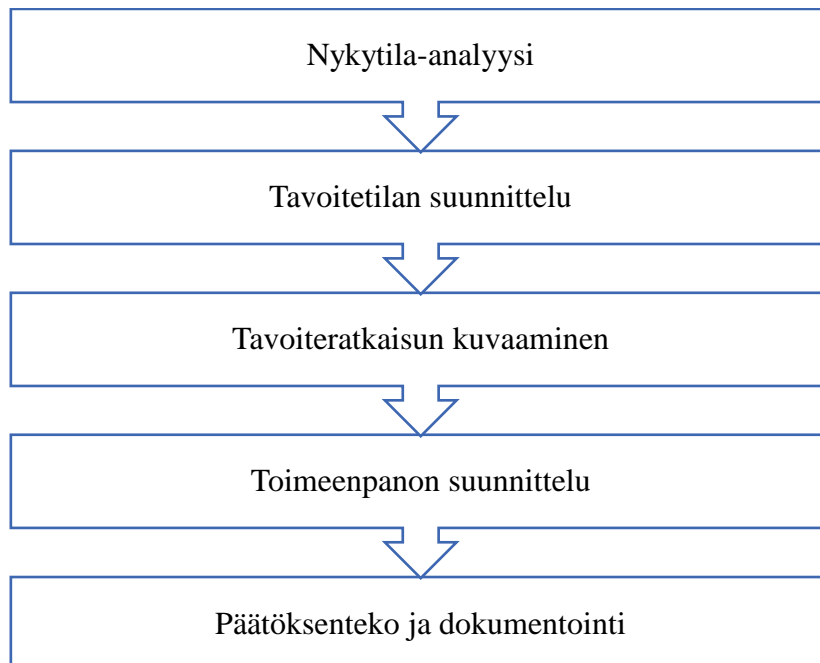 Nykytila-analyysi
Tavoitetilan suunnittelu
Tavoiteratkaisun kuvaaminen
Toimeenpanon suunnittelu
Päätöksenteko ja dokumentointi